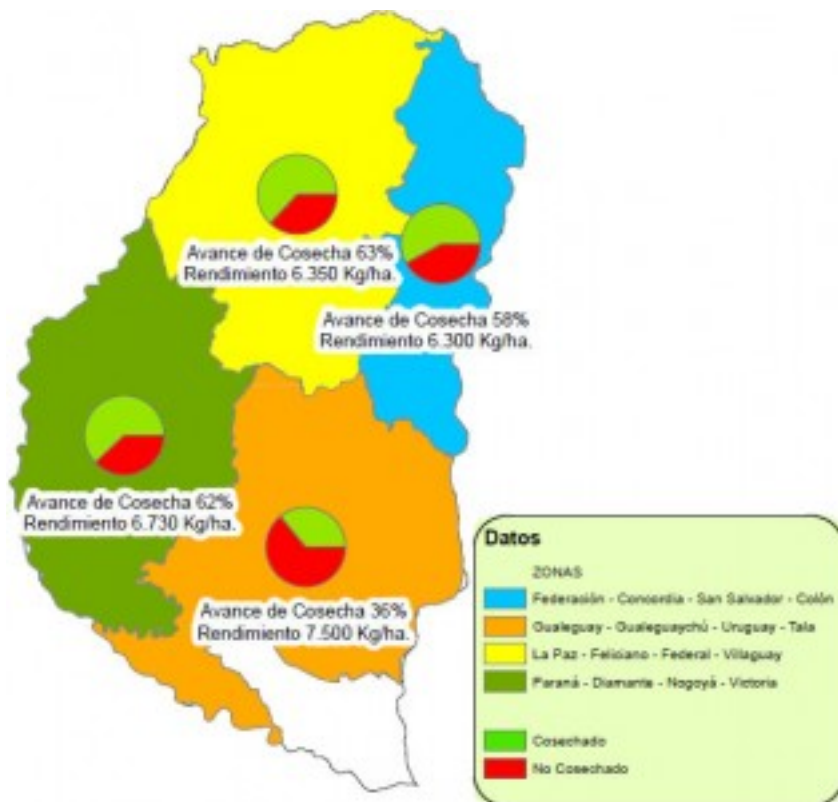 Avance de Cosecha 63%
Rendimiento 6.350 Kg/ha.
Avance de Cosecha 58%
Rendimiento 6.300 Kg/ha.
Avance de Cosecha 62%
Rendimiento 6.730 Kg/ha.
Avance de Cosecha 36%
Rendimiento 7.500 Kg/ha.
Datos
ZONAS
Federación - Concordia - San Salvador - Colón
Gualeguay - Gualeguaychú - Uruguay - Tala
La Paz - Feliciano - Federal - Villaguay
Paraná - Diamante - Nogoyá - Victoria
Cosechado
No Cosechado